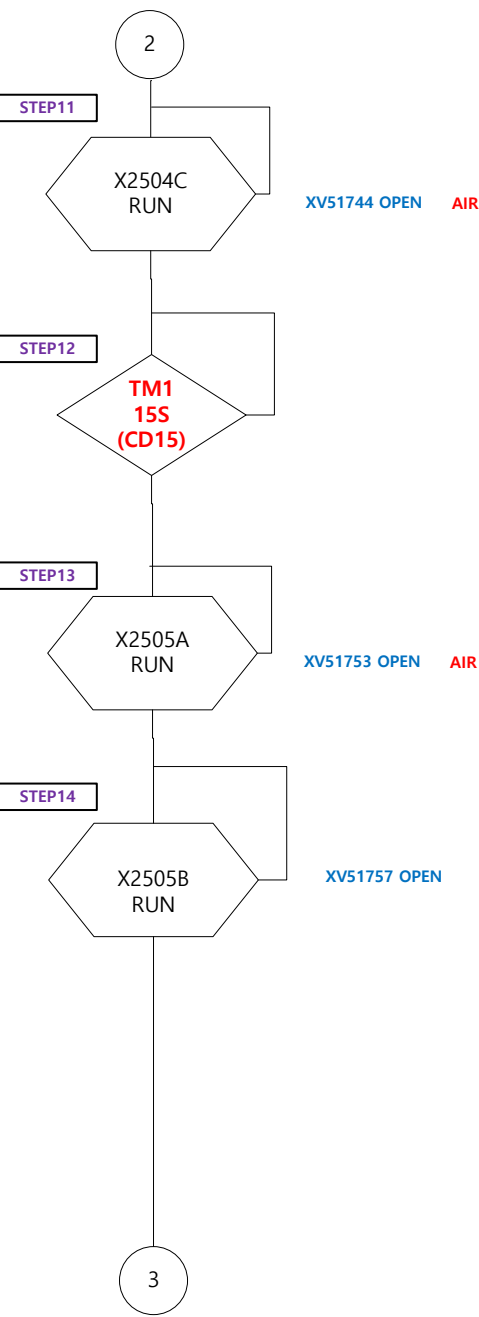 2
STEP11
X2504C
RUN
XV51744 OPEN AIR
STEP12
TM1
15S
(CD15)
STEP13
X2505A
RUN
XV51753 OPEN AIR
STEP14
X2505B
RUN
XV51757 OPEN
3